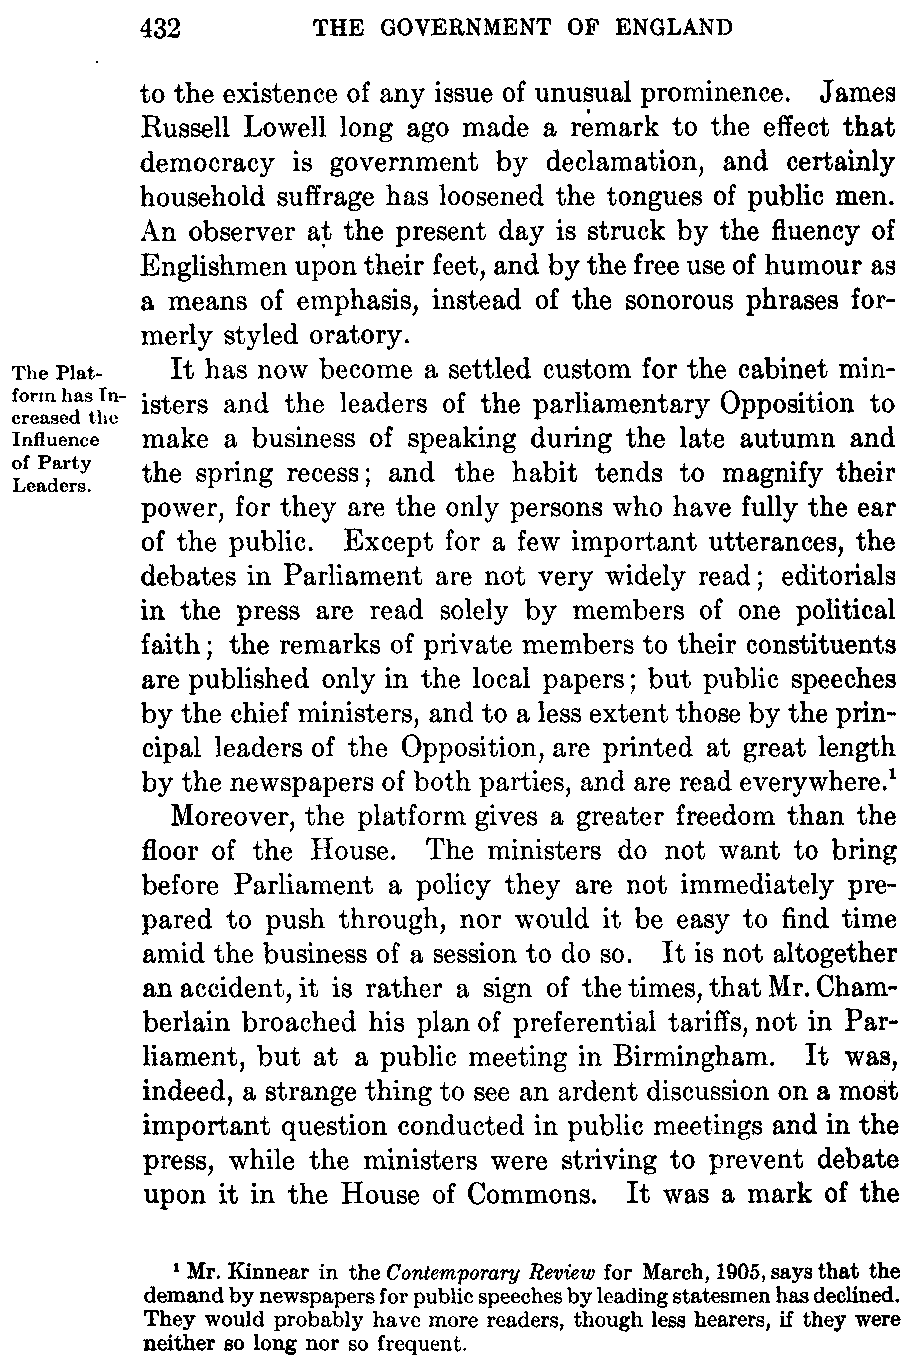 432 THE GOVERNMENT OF ENGLAND
to the existence of any issue of unusual prominence. James
Russell Lowell long ago made a remark to the effect that
democracy is government by declamation, and certainly
household suffrage has loosened the tongues of public men.
An observer at the present day is struck by the fluency of
Englishmen upon their feet, and by the free use of humour as
a means of emphasis, instead of the sonorous phrases for-
merly styled oratory.
The Plat-
form has In-
creased the
Influence
of Party
Leaders.
It has now become a settled custom for the cabinet min-
isters and the leaders of the parliamentary Opposition to
make a business of speaking during the late autumn and
the spring recess; and the habit tends to magnify their
power, for they are the only persons who have fully the ear
of the public. Except for a few important utterances, the
debates in Parliament are not very widely read; editorials
in the press are read solely by members of one political
faith; the remarks of private members to their constituents
are published only in the local papers; but public speeches
by the chief ministers, and to a less extent those by the prin-
cipal leaders of the Opposition, are printed at great length
by the newspapers of both parties, and are read everywhere.¹
Moreover, the platform gives a greater freedom than the
floor of the House. The ministers do not want to bring
before Parliament a policy they are not immediately pre-
pared to push through, nor would it be easy to find time
amid the business of a session to do so. It is not altogether
an accident, it is rather a sign of the times, that Mr. Cham-
berlain broached his plan of preferential tariffs, not in Par-
liament, but at a public meeting in Birmingham. It was,
indeed, a strange thing to see an ardent discussion on a most
important question conducted in public meetings and in the
press, while the ministers were striving to prevent debate
upon it in the House of Commons. It was a mark of the
¹ Mr. Kinnear in the Contemporary Review for March, 1905, says that the
demand by newspapers for public speeches by leading statesmen has declined.
They would probably have more readers, though less hearers, if they were
neither so long nor so frequent.